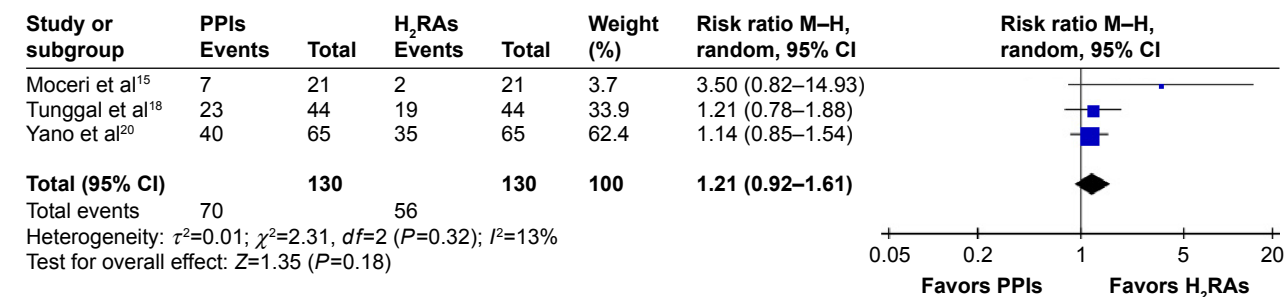 Study or PPIs H₂RAs Weight Risk ratio M–H, Risk ratio M–H,
subgroup Events Total Events Total (%) random, 95% CI random, 95% CI
Moceri et al¹⁵ 7 21 2 21 3.7 3.50 (0.82–14.93)
Tunggal et al¹⁸ 23 44 19 44 33.9 1.21 (0.78–1.88)
Yano et al²⁰ 40 65 35 65 62.4 1.14 (0.85–1.54)
Total (95% CI) 130 130 100 1.21 (0.92–1.61)
Total events 70 56
Heterogeneity: τ²=0.01; χ²=2.31, df=2 (P=0.32); I²=13%
Test for overall effect: Z=1.35 (P=0.18)
0.05 0.2 1 5 20
Favors PPIs Favors H₂RAs